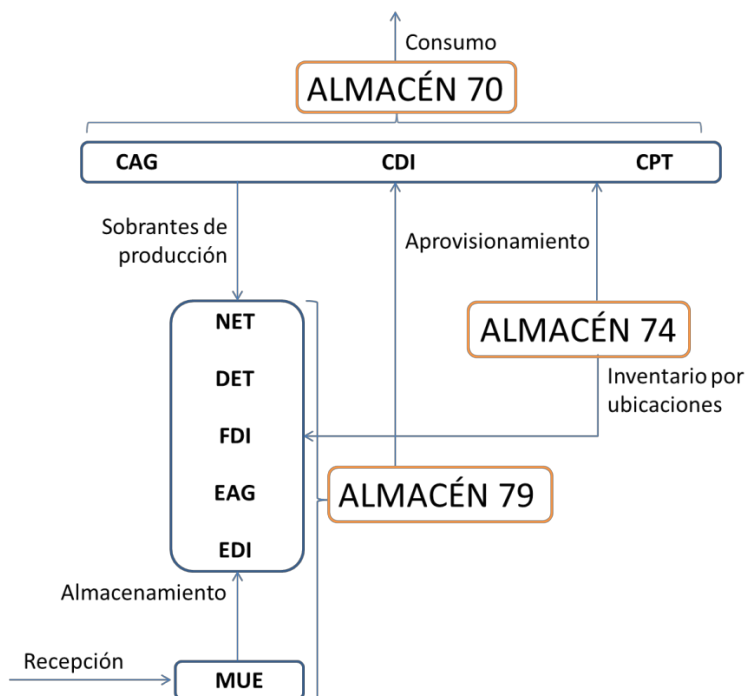 Consumo
ALMACÉN 70
CAG CDI CPT
Sobrantes de
producción
Aprovisionamiento
NET
ALMACÉN 74
DET
Inventario por
ubicaciones
FDI
EAG
ALMACÉN 79
EDI
Almacenamiento
Recepción
MUE